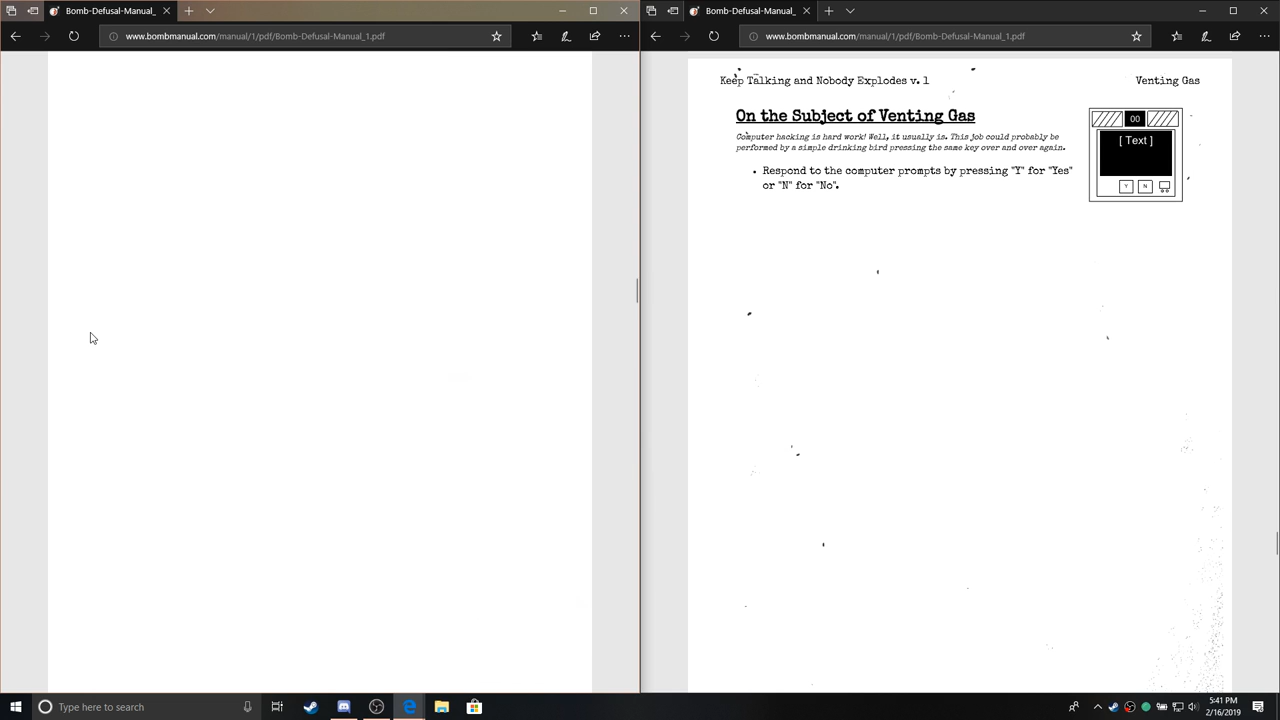 Bomb-Defusal-Manual_
www.bombmanual.com/manual/1/pdf/Bomb-Defusal-Manual_1.pdf
Bomb-Defusal-Manual_
www.bombmanual.com/manual/1/pdf/Bomb-Defusal-Manual_1.pdf
Keep Talking and Nobody Explodes v. 1
Venting Gas
On the Subject of Venting Gas
Computer hacking is hard work! Well, it usually is. This job could probably be
performed by a simple drinking bird pressing the same key over and over again.
• Respond to the computer prompts by pressing "Y" for "Yes"
or "N" for "No".
00
[ Text ]
Y N
Type here to search
5:41 PM
2/16/2019